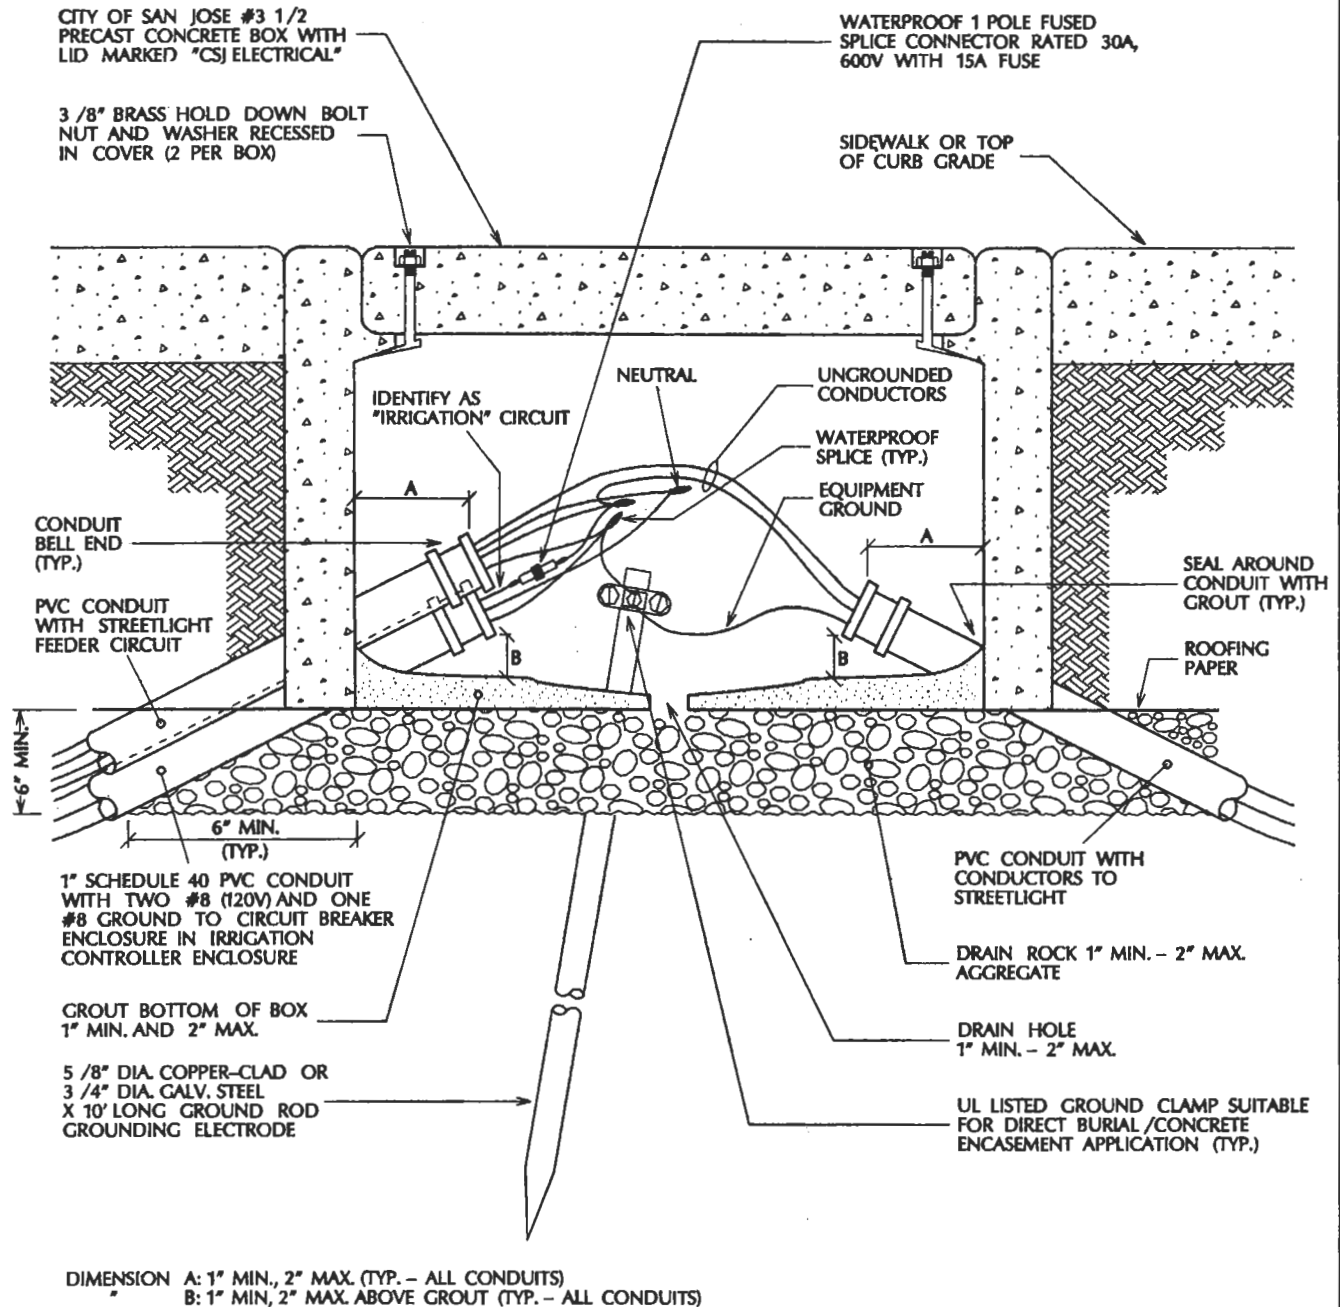 CITY OF SAN JOSE #3 1/2
PRECAST CONCRETE BOX WITH
LID MARKED "CSJ ELECTRICAL"
WATERPROOF 1 POLE FUSED
SPLICE CONNECTOR RATED 30A,
600V WITH 15A FUSE
3 /8" BRASS HOLD DOWN BOLT
NUT AND WASHER RECESSED
IN COVER (2 PER BOX)
SIDEWALK OR TOP
OF CURB GRADE
NEUTRAL
UNGROUNDED
CONDUCTORS
IDENTIFY AS
"IRRIGATION" CIRCUIT
WATERPROOF
SPLICE (TYP.)
A
EQUIPMENT
GROUND
CONDUIT
BELL END
(TYP.)
A
SEAL AROUND
CONDUIT WITH
GROUT (TYP.)
PVC CONDUIT
WITH STREETLIGHT
FEEDER CIRCUIT
B
B
ROOFING
PAPER
6" MIN.
6" MIN.
(TYP.)
1" SCHEDULE 40 PVC CONDUIT
WITH TWO #8 (120V) AND ONE
#8 GROUND TO CIRCUIT BREAKER
ENCLOSURE IN IRRIGATION
CONTROLLER ENCLOSURE
PVC CONDUIT WITH
CONDUCTORS TO
STREETLIGHT
DRAIN ROCK 1" MIN. - 2" MAX.
AGGREGATE
GROUT BOTTOM OF BOX
1" MIN. AND 2" MAX.
DRAIN HOLE
1" MIN. - 2" MAX.
5 /8" DIA. COPPER-CLAD OR
3 /4" DIA. GALV. STEEL
X 10' LONG GROUND ROD
GROUNDING ELECTRODE
UL LISTED GROUND CLAMP SUITABLE
FOR DIRECT BURIAL /CONCRETE
ENCASEMENT APPLICATION (TYP.)
DIMENSION A: 1" MIN., 2" MAX. (TYP. - ALL CONDUITS)
" B: 1" MIN, 2" MAX. ABOVE GROUT (TYP. - ALL CONDUITS)